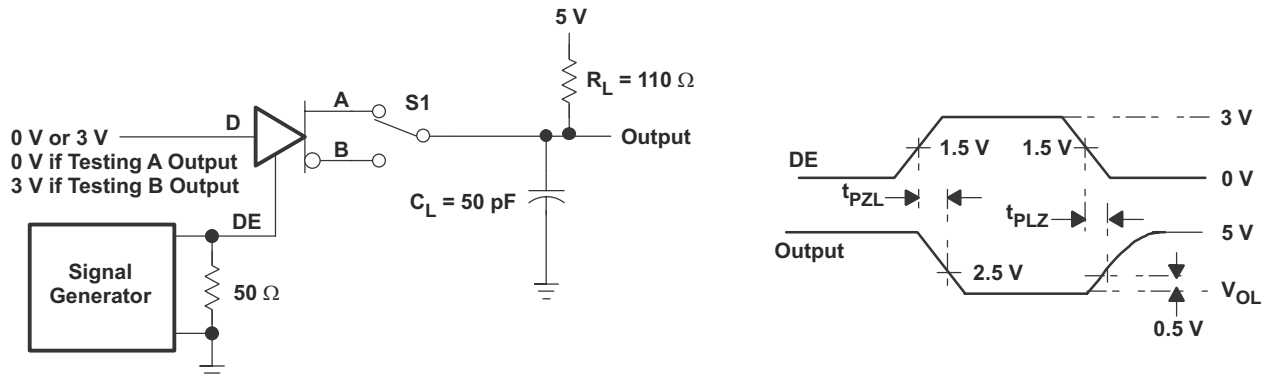 5 V
R_L = 110 Ω
A
S1
D
0 V or 3 V
0 V if Testing A Output
3 V if Testing B Output
B
Output
C_L = 50 pF
DE
Signal
Generator
50 Ω
3 V
DE
1.5 V
1.5 V
0 V
t_PZL
t_PLZ
5 V
Output
2.5 V
V_OL
0.5 V